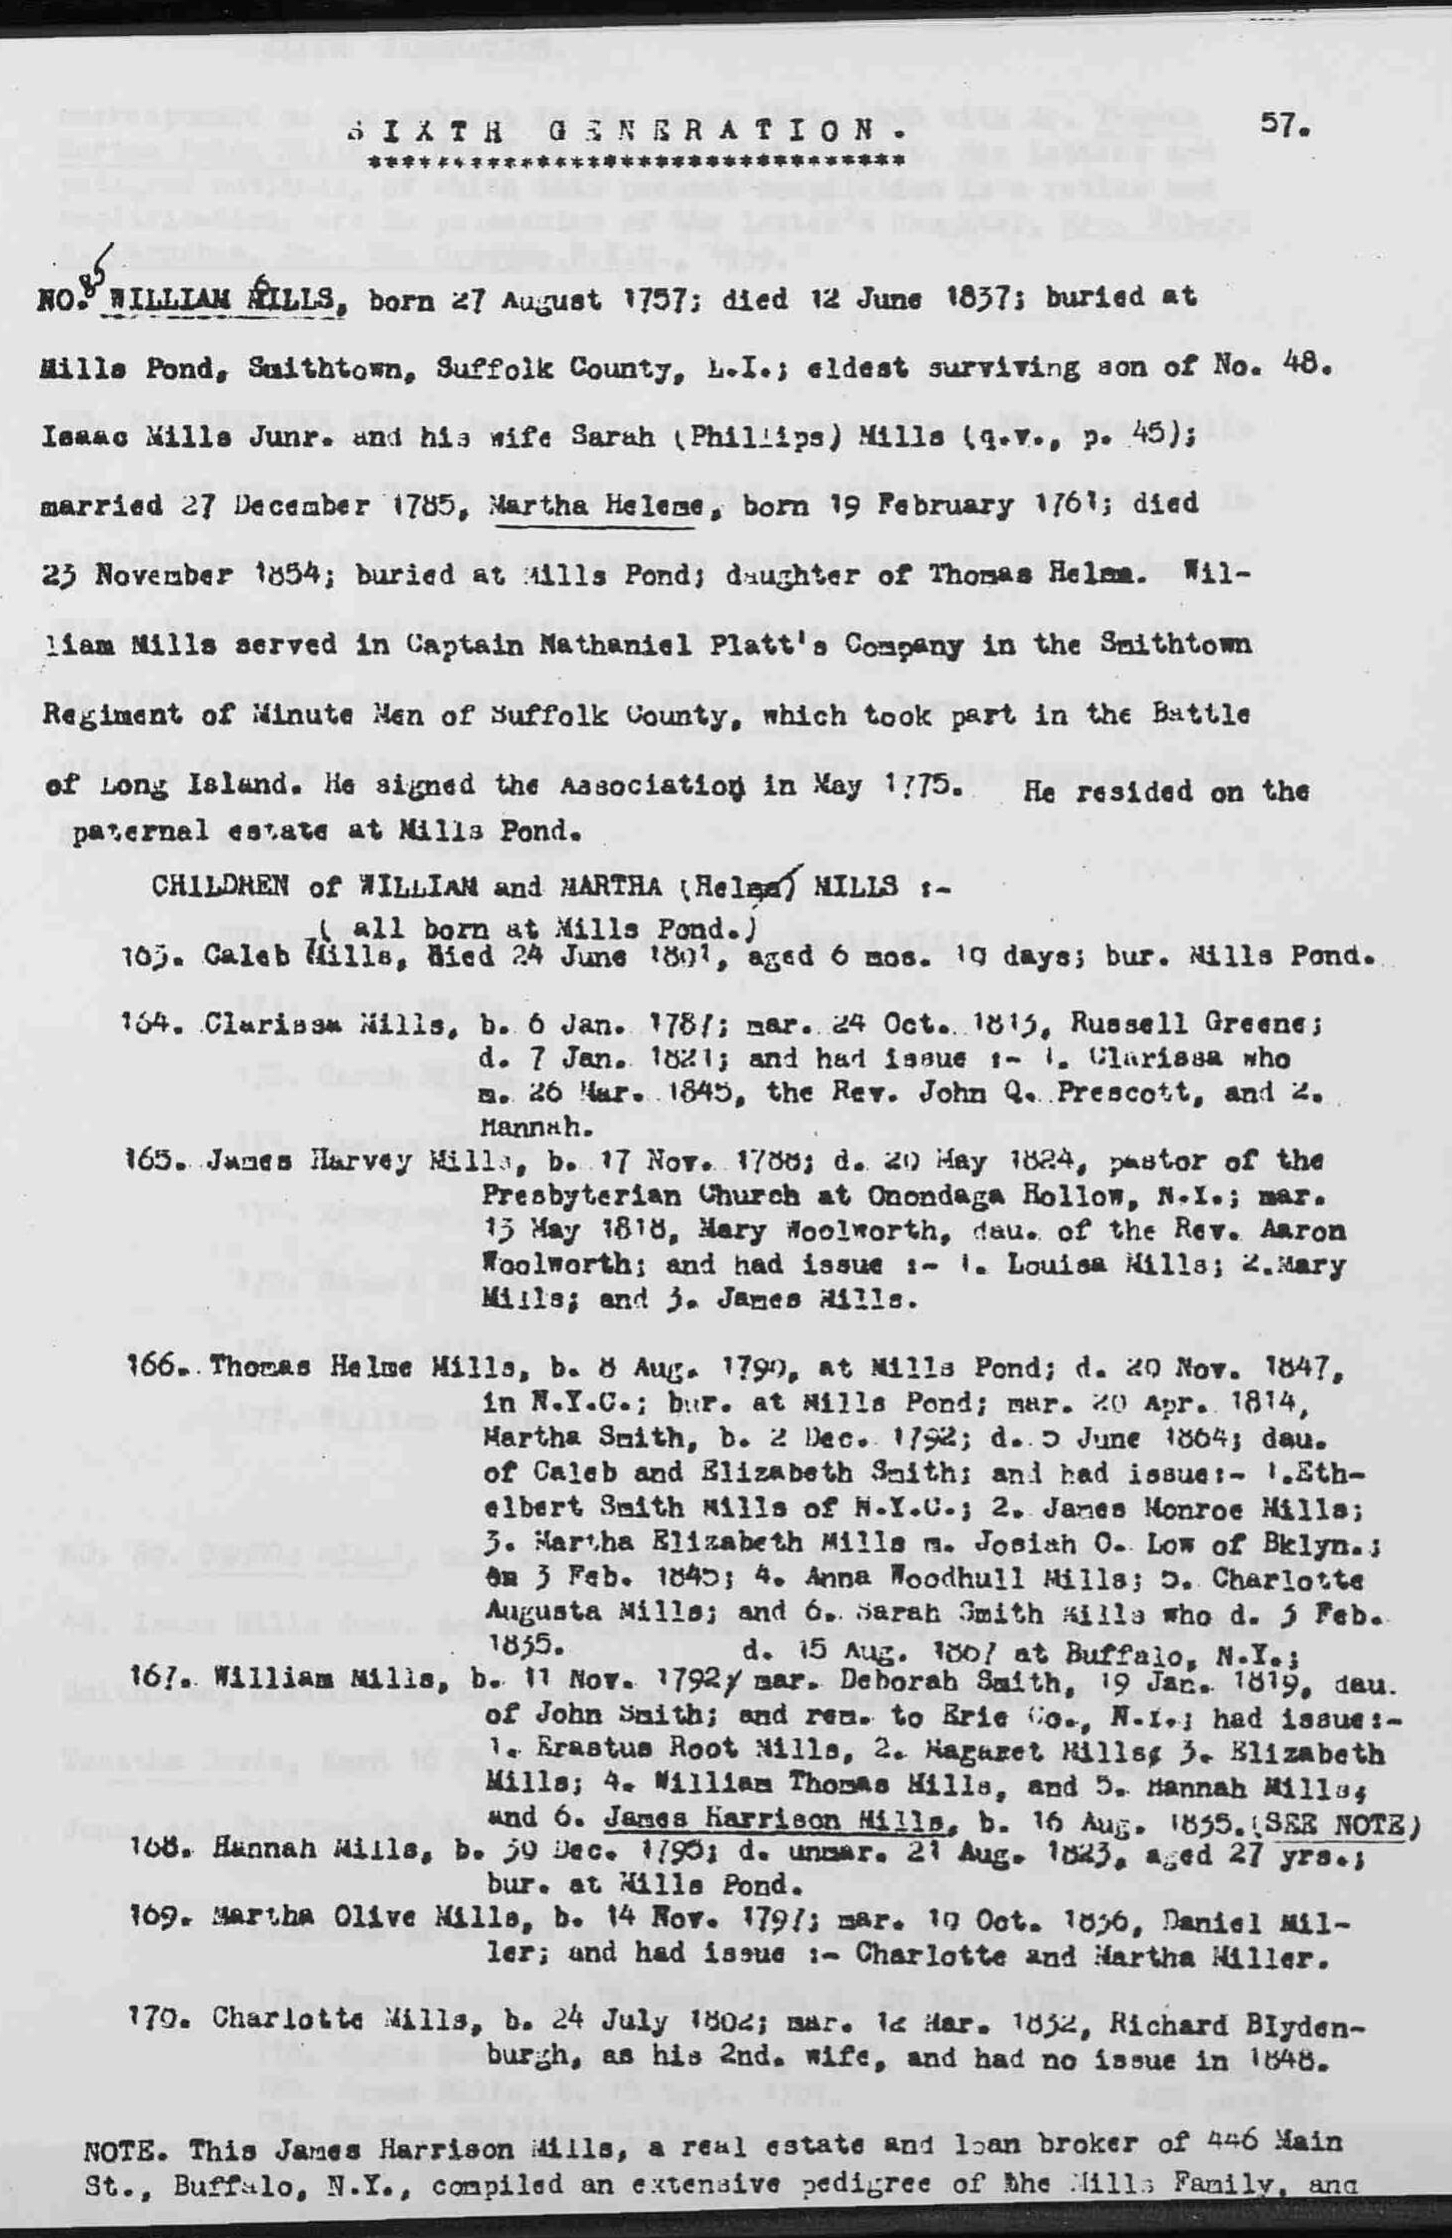 SIXTH GENERATION.
57.
*******************************
NO. 85 WILLIAM MILLS, born 27 August 1757; died 12 June 1837; buried at
Mills Pond, Smithtown, Suffolk County, L.I.; eldest surviving son of No. 48.
Isaac Mills Junr. and his wife Sarah (Phillips) Mills (q.v., p. 45);
married 27 December 1785, Martha Heleme, born 19 February 1761; died
23 November 1854; buried at Mills Pond; daughter of Thomas Helme. Wil-
liam Mills served in Captain Nathaniel Platt's Company in the Smithtown
Regiment of Minute Men of Suffolk County, which took part in the Battle
of Long Island. He signed the Association in May 1775. He resided on the
paternal estate at Mills Pond.
CHILDREN of WILLIAM and MARTHA (Helme) MILLS :-
( all born at Mills Pond.)
163. Caleb Mills, died 24 June 1801, aged 6 mos. 19 days; bur. Mills Pond.
164. Clarissa Mills, b. 6 Jan. 1787; mar. 24 Oct. 1813, Russell Greene;
d. 7 Jan. 1821; and had issue :- 1. Clarissa who
m. 26 Mar. 1845, the Rev. John Q. Prescott, and 2.
Hannah.
165. James Harvey Mills, b. 17 Nov. 1788; d. 20 May 1824, pastor of the
Presbyterian Church at Onondaga Hollow, N.Y.; mar.
13 May 1818, Mary Woolworth, dau. of the Rev. Aaron
Woolworth; and had issue :- 1. Louisa Mills; 2.Mary
Mills; and 3. James Mills.
166. Thomas Helme Mills, b. 8 Aug. 1790, at Mills Pond; d. 20 Nov. 1847,
in N.Y.C.; bur. at Mills Pond; mar. 20 Apr. 1814,
Martha Smith, b. 2 Dec. 1792; d. 5 June 1864; dau.
of Caleb and Elizabeth Smith; and had issue:- 1.Eth-
elbert Smith Mills of N.Y.C.; 2. James Monroe Mills;
3. Martha Elizabeth Mills m. Josiah O. Low of Bklyn.;
on 3 Feb. 1845; 4. Anna Woodhull Mills; 5. Charlotte
Augusta Mills; and 6. Sarah Smith Mills who d. 3 Feb.
1835.
d. 15 Aug. 1867 at Buffalo, N.Y.;
167. William Mills, b. 11 Nov. 1792; mar. Deborah Smith, 19 Jan. 1819, dau.
of John Smith; and rem. to Erie Co., N.Y.; had issue:-
1. Erastus Root Mills, 2. Magaret Mills; 3. Elizabeth
Mills; 4. William Thomas Mills, and 5. Hannah Mills;
and 6. James Harrison Mills, b. 16 Aug. 1835.(SEE NOTE)
168. Hannah Mills, b. 30 Dec. 1795; d. unmar. 21 Aug. 1823, aged 27 yrs.;
bur. at Mills Pond.
169. Martha Olive Mills, b. 14 Nov. 1797; mar. 10 Oct. 1836, Daniel Mil-
ler; and had issue :- Charlotte and Martha Miller.
170. Charlotte Mills, b. 24 July 1802; mar. 12 Mar. 1832, Richard Blyden-
burgh, as his 2nd. wife, and had no issue in 1848.
NOTE. This James Harrison Mills, a real estate and loan broker of 446 Main
St., Buffalo, N.Y., compiled an extensive pedigree of the Mills Family, and